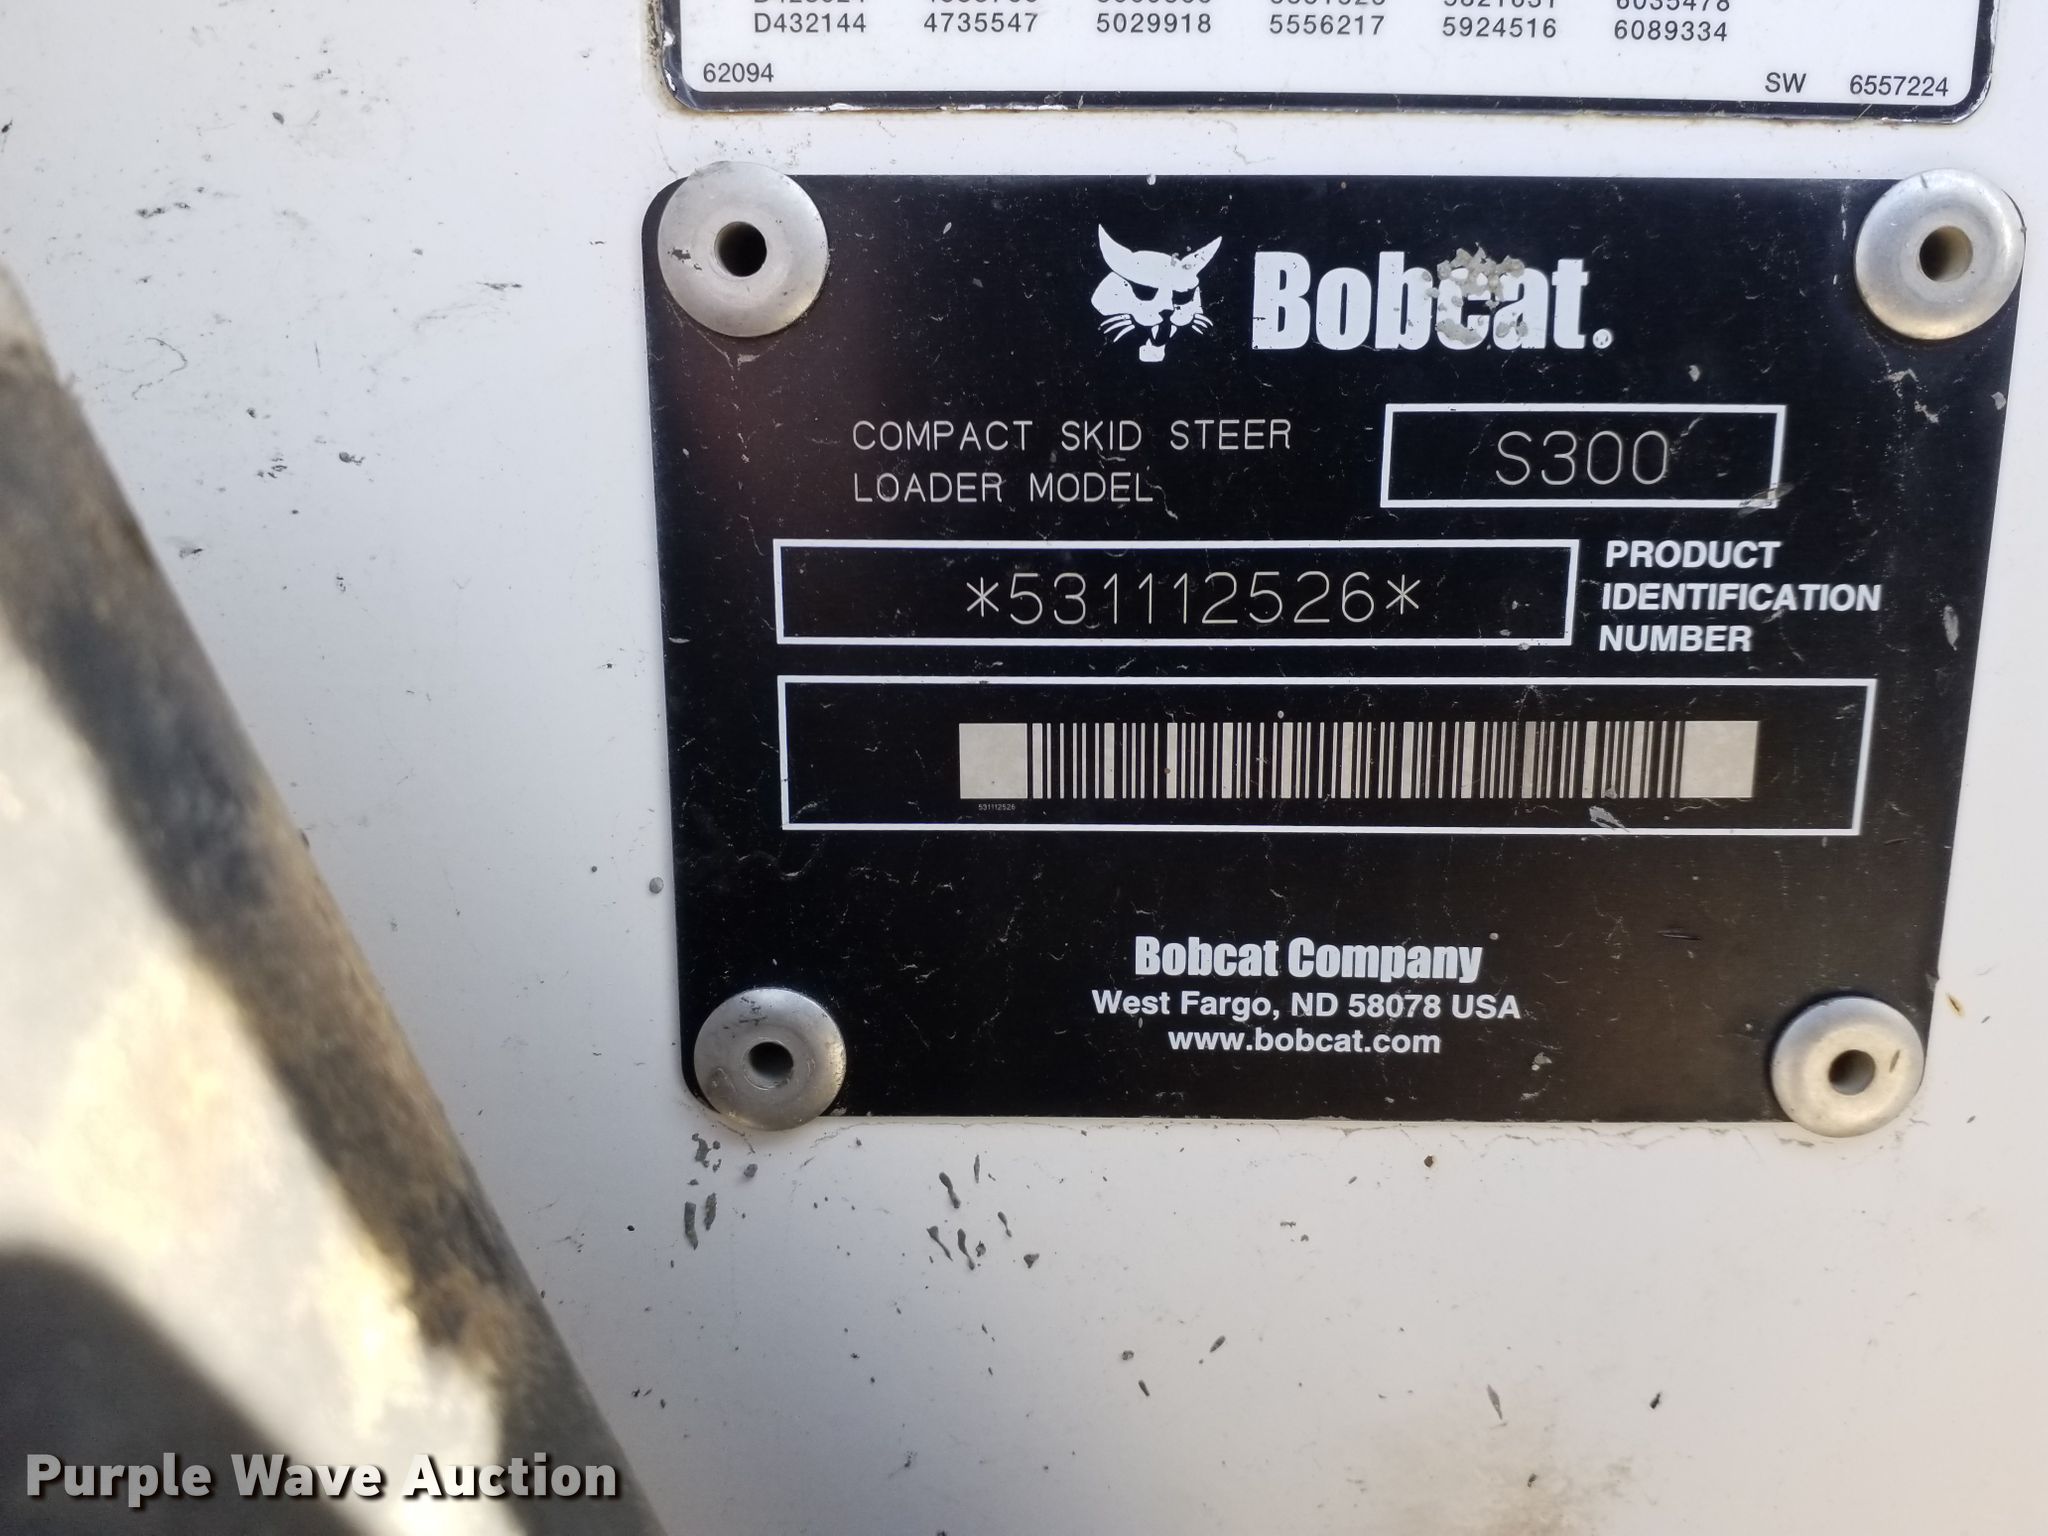 D432144 4735547 5029918 5556217 5924516 6089334
62094 SW 6557224
Bobcat.
COMPACT SKID STEER
LOADER MODEL
S300
*531112526*
PRODUCT
IDENTIFICATION
NUMBER
531112526
Bobcat Company
West Fargo, ND 58078 USA
www.bobcat.com
Purple Wave Auction